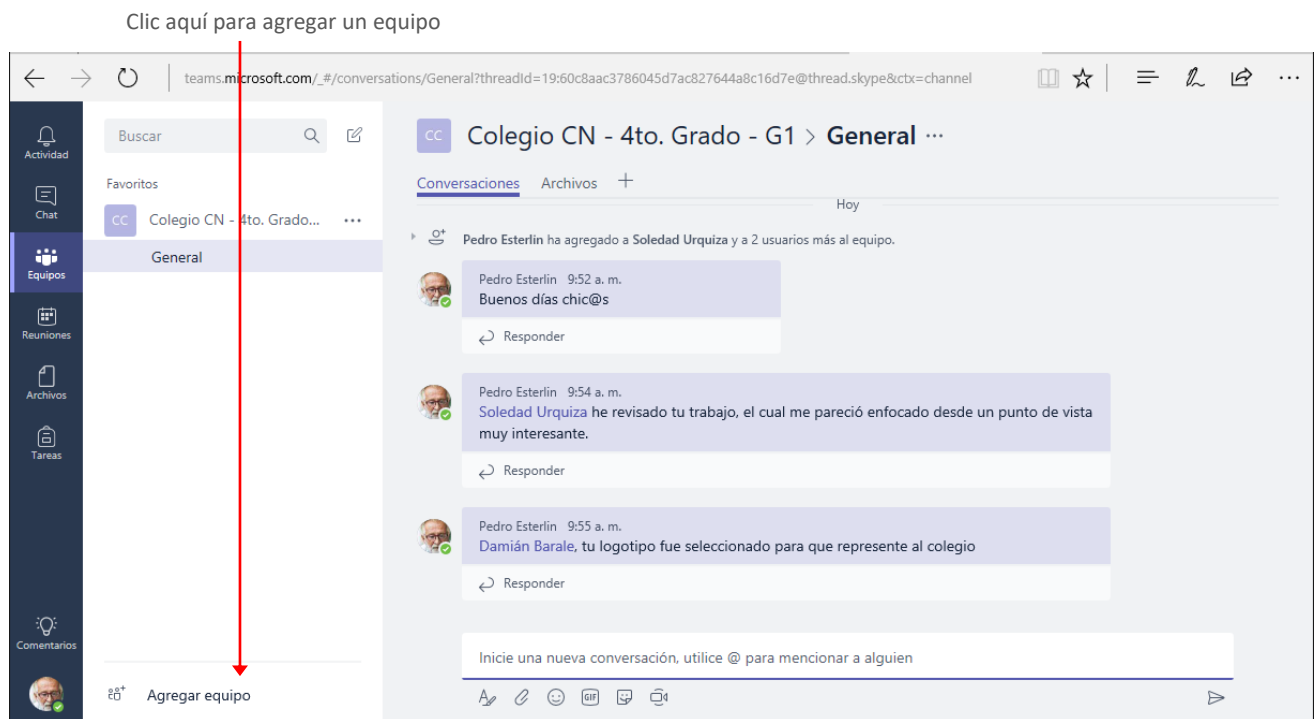 Clic aquí para agregar un equipo
teams.microsoft.com/_#/conversations/General?threadId=19:60c8aac3786045d7ac827644a8c16d7e@thread.skype&ctx=channel
Actividad
Chat
Equipos
Reuniones
Archivos
Tareas
Comentarios
Buscar
Favoritos
CC Colegio CN - 4to. Grado... ...
General
Agregar equipo
CC Colegio CN - 4to. Grado - G1 > General ...
Conversaciones Archivos +
Hoy
Pedro Esterlin ha agregado a Soledad Urquiza y a 2 usuarios más al equipo.
Pedro Esterlin 9:52 a. m.
Buenos días chic@s
Responder
Pedro Esterlin 9:54 a. m.
Soledad Urquiza he revisado tu trabajo, el cual me pareció enfocado desde un punto de vista
muy interesante.
Responder
Pedro Esterlin 9:55 a. m.
Damián Barale, tu logotipo fue seleccionado para que represente al colegio
Responder
Inicie una nueva conversación, utilice @ para mencionar a alguien
GIF